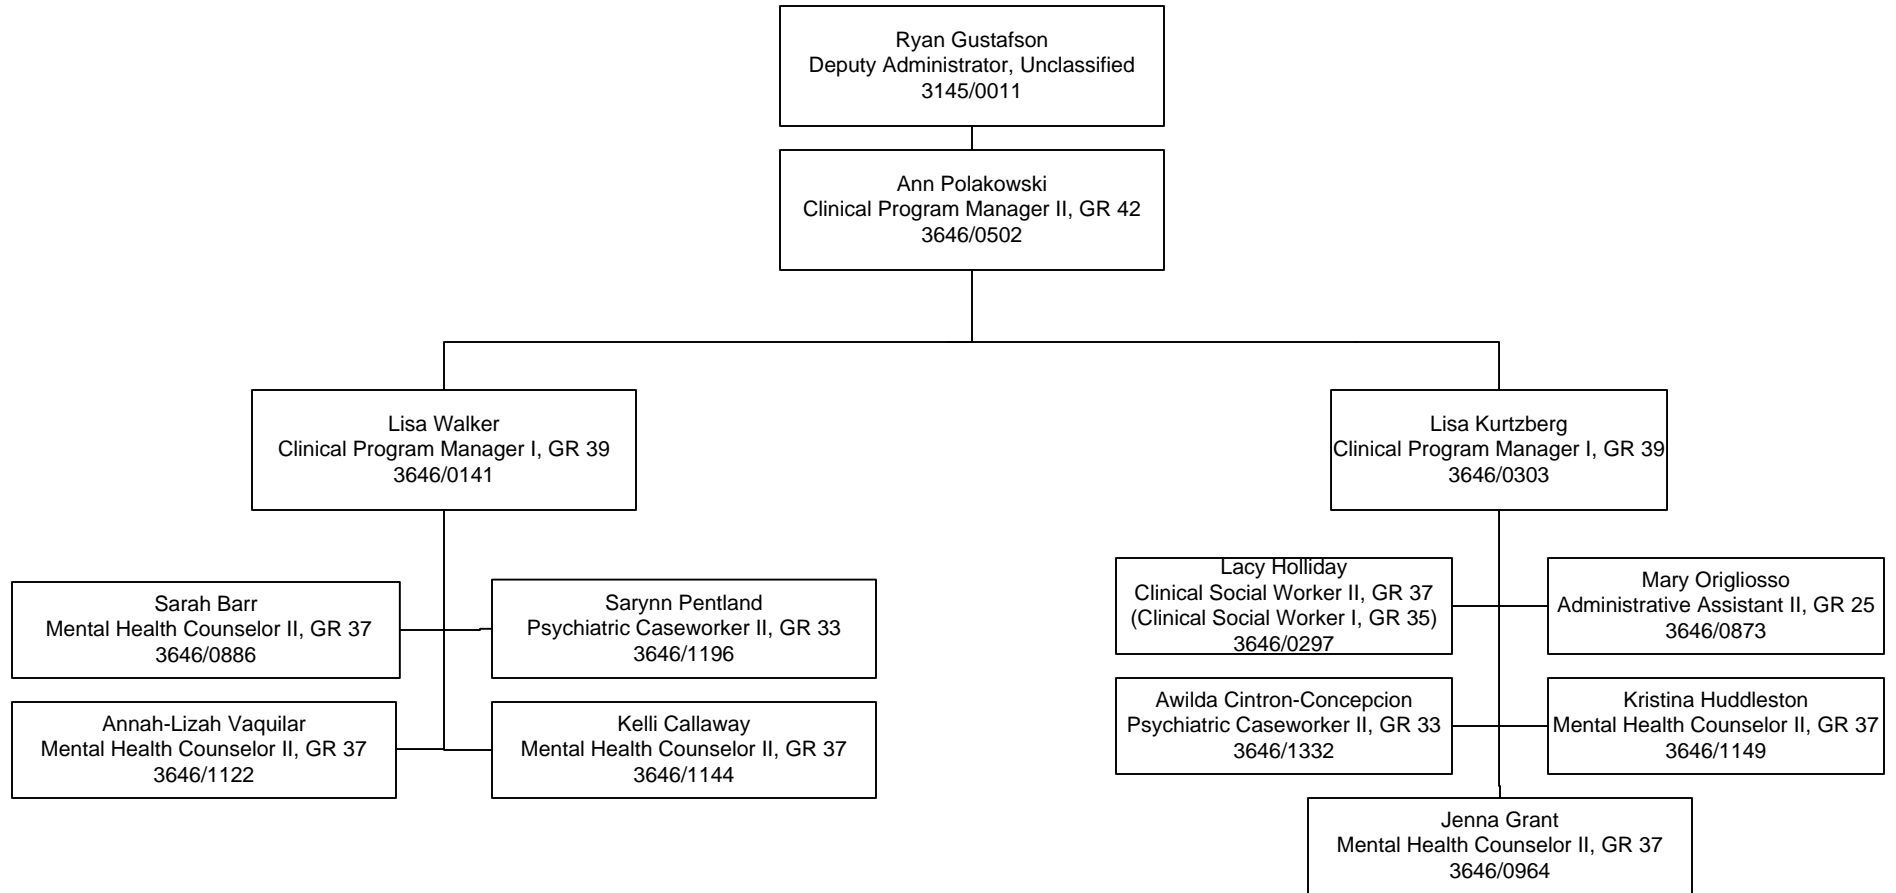 Ryan Gustafson
Deputy Administrator, Unclassified
3145/0011
Ann Polakowski
Clinical Program Manager II, GR 42
3646/0502
Lisa Walker
Clinical Program Manager I, GR 39
3646/0141
Lisa Kurtzberg
Clinical Program Manager I, GR 39
3646/0303
Sarah Barr
Mental Health Counselor II, GR 37
3646/0886
Sarynn Pentland
Psychiatric Caseworker II, GR 33
3646/1196
Annah-Lizah Vaquilar
Mental Health Counselor II, GR 37
3646/1122
Kelli Callaway
Mental Health Counselor II, GR 37
3646/1144
Lacy Holliday
Clinical Social Worker II, GR 37
(Clinical Social Worker I, GR 35)
3646/0297
Mary Origliosso
Administrative Assistant II, GR 25
3646/0873
Awilda Cintron-Concepcion
Psychiatric Caseworker II, GR 33
3646/1332
Kristina Huddleston
Mental Health Counselor II, GR 37
3646/1149
Jenna Grant
Mental Health Counselor II, GR 37
3646/0964